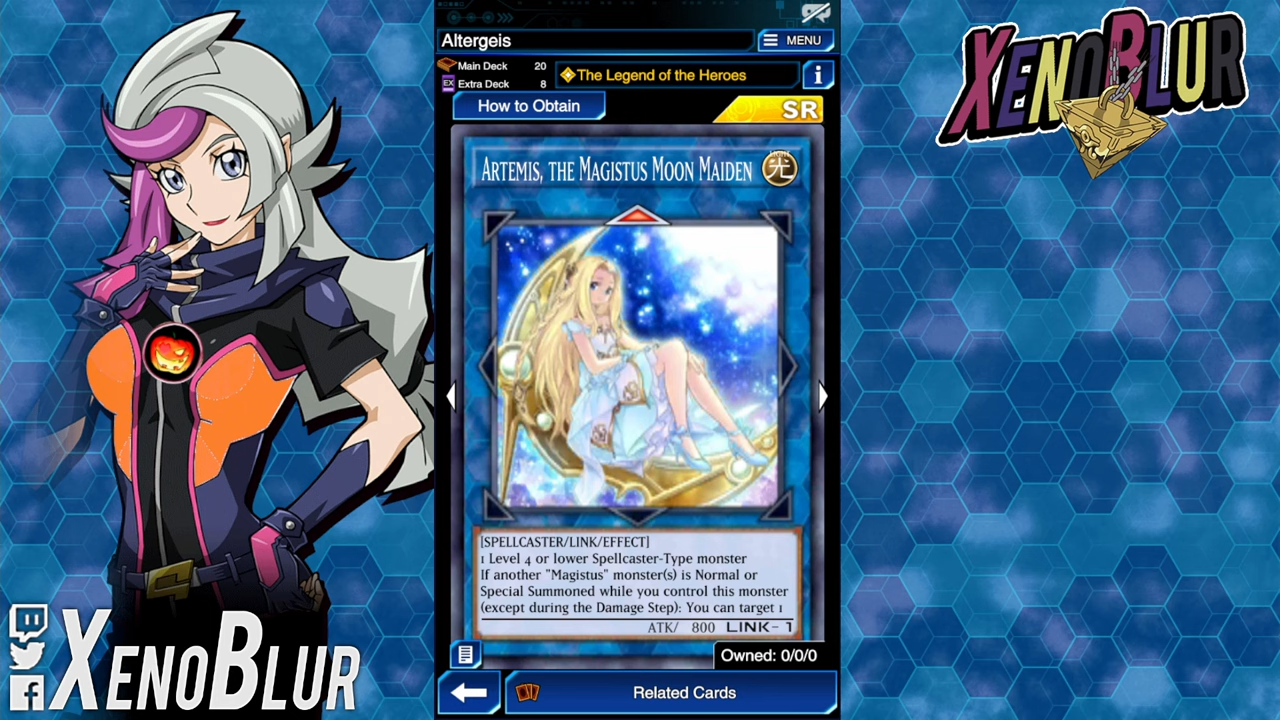 Altergeis
MENU
Main Deck 20
EX Extra Deck 8
The Legend of the Heroes
i
How to Obtain
SR
ARTEMIS, THE MAGISTUS MOON MAIDEN
LIGHT
光
[SPELLCASTER/LINK/EFFECT]
1 Level 4 or lower Spellcaster-Type monster
If another "Magistus" monster(s) is Normal or
Special Summoned while you control this monster
(except during the Damage Step): You can target 1
ATK/ 800 LINK-1
Owned: 0/0/0
Related Cards
XENOBLUR
XENOBLUR